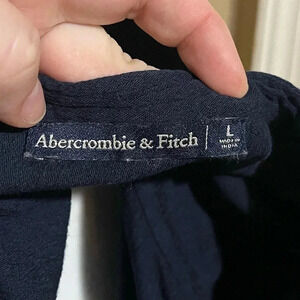 Abercrombie & Fitch
L
MADE IN
INDIA